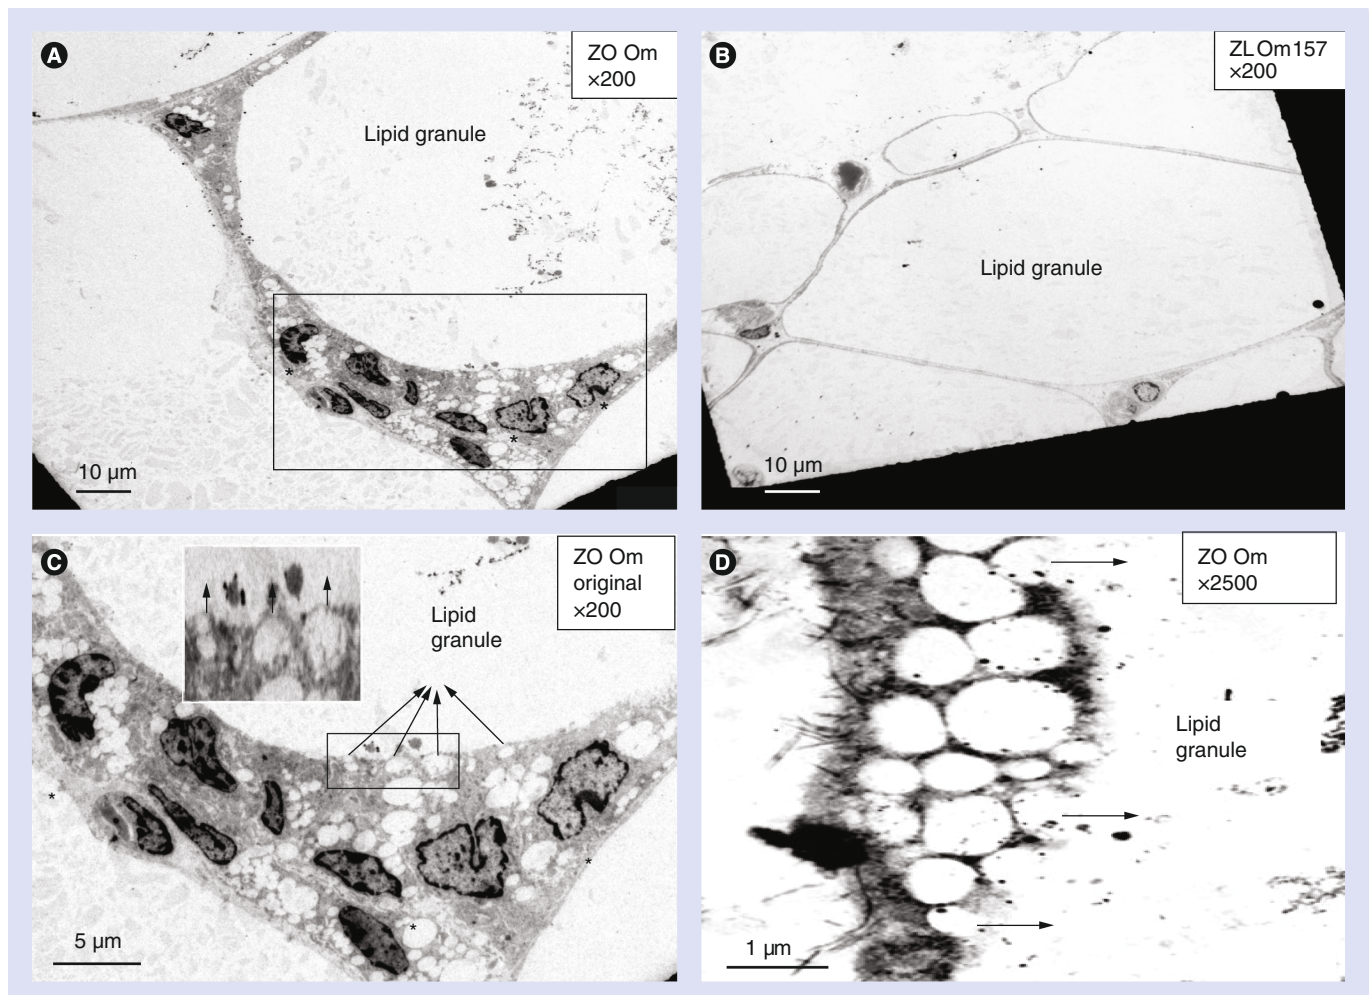 A
ZO Om
×200
Lipid granule
*
*
*
10 µm
B
ZLOm157
×200
Lipid granule
10 µm
C
ZO Om
original
×200
Lipid
granule
*
*
*
5 µm
D
ZO Om
×2500
Lipid
granule
1 µm